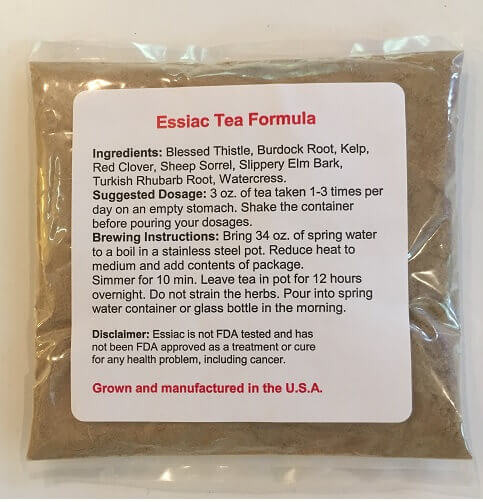 Essiac Tea Formula
Ingredients: Blessed Thistle, Burdock Root, Kelp,
Red Clover, Sheep Sorrel, Slippery Elm Bark,
Turkish Rhubarb Root, Watercress.
Suggested Dosage: 3 oz. of tea taken 1-3 times per
day on an empty stomach. Shake the container
before pouring your dosages.
Brewing Instructions: Bring 34 oz. of spring water
to a boil in a stainless steel pot. Reduce heat to
medium and add contents of package.
Simmer for 10 min. Leave tea in pot for 12 hours
overnight. Do not strain the herbs. Pour into spring
water container or glass bottle in the morning.
Disclaimer: Essiac is not FDA tested and has
not been FDA approved as a treatment or cure
for any health problem, including cancer.
Grown and manufactured in the U.S.A.